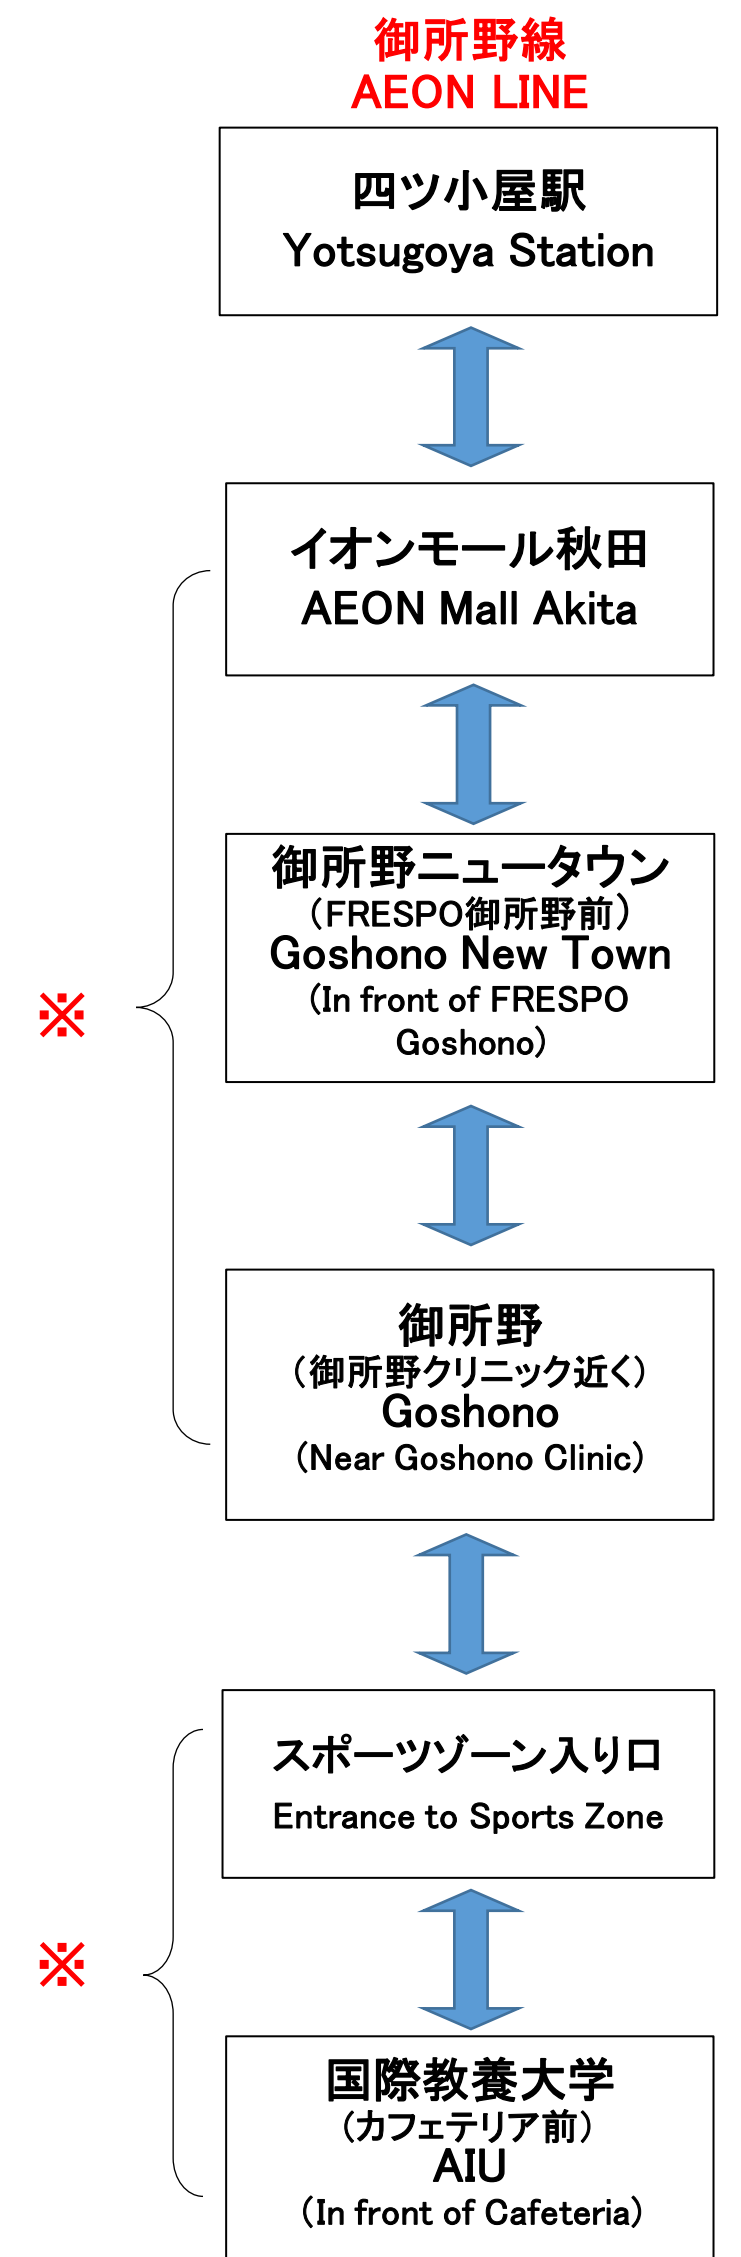 御所野線
AEON LINE
四ツ小屋駅
Yotsugoya Station
イオンモール秋田
AEON Mall Akita
御所野ニュータウン
（FRESPO御所野前）
Goshono New Town
(In front of FRESPO
Goshono)
※
御所野
（御所野クリニック近く）
Goshono
(Near Goshono Clinic)
スポーツゾーン入り口
Entrance to Sports Zone
※
国際教養大学
（カフェテリア前）
AIU
(In front of Cafeteria)